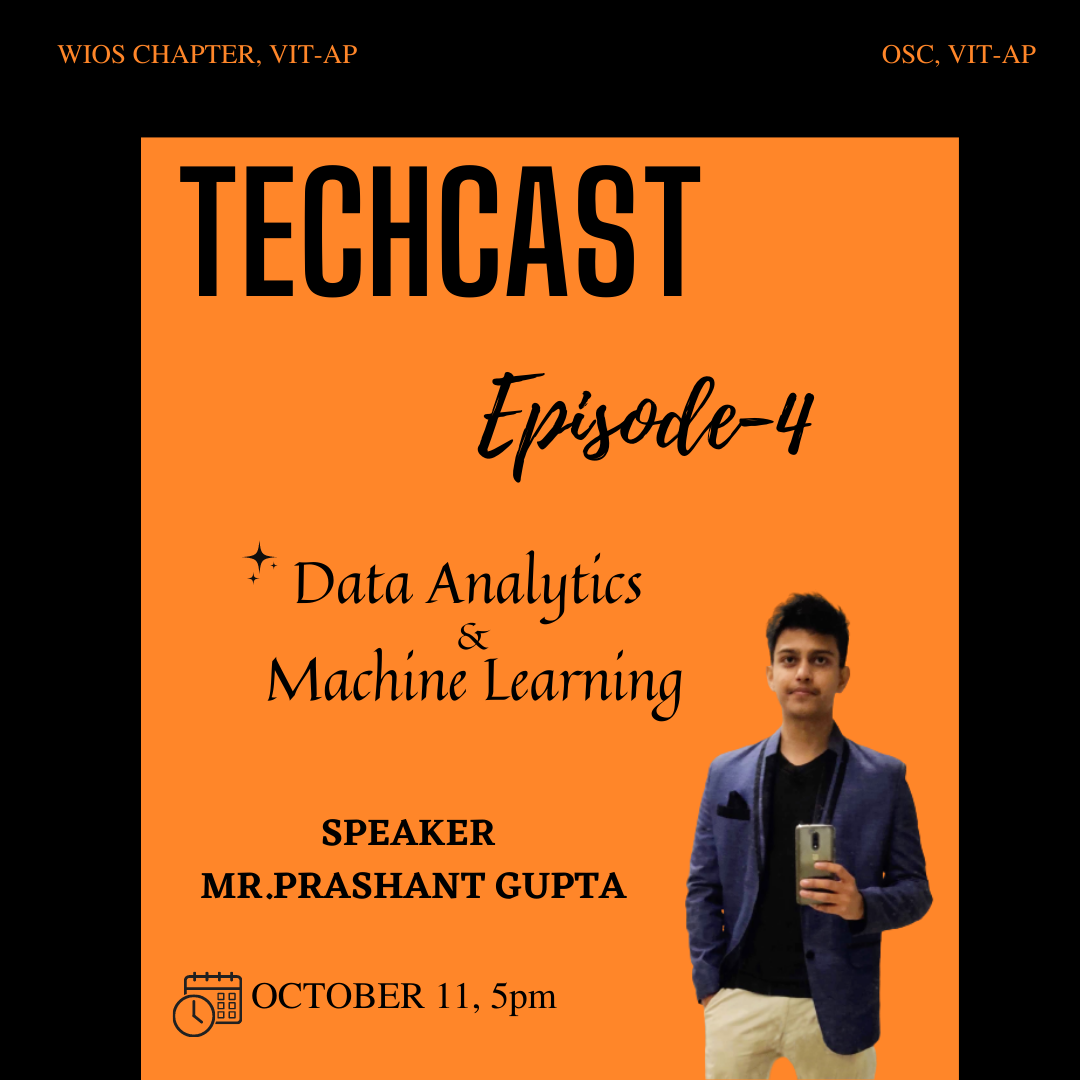 WIOS CHAPTER, VIT-AP
OSC, VIT-AP
TECHCAST
Episode-4
Data Analytics
&
Machine Learning
SPEAKER
MR.PRASHANT GUPTA
OCTOBER 11, 5pm